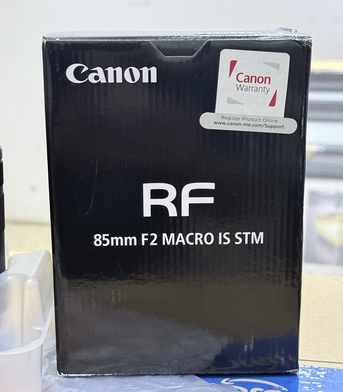 Canon
Canon
Warranty
Register Product Online
www.canon-me.com/Support
RF
85mm F2 MACRO IS STM